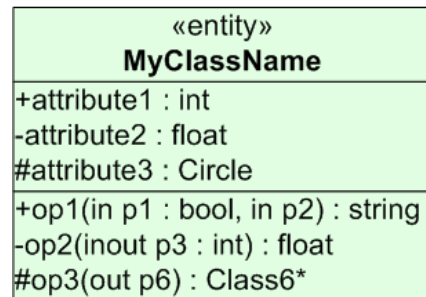 «entity»
MyClassName
+attribute1 : int
-attribute2 : float
#attribute3 : Circle
+op1(in p1 : bool, in p2) : string
-op2(inout p3 : int) : float
#op3(out p6) : Class6*